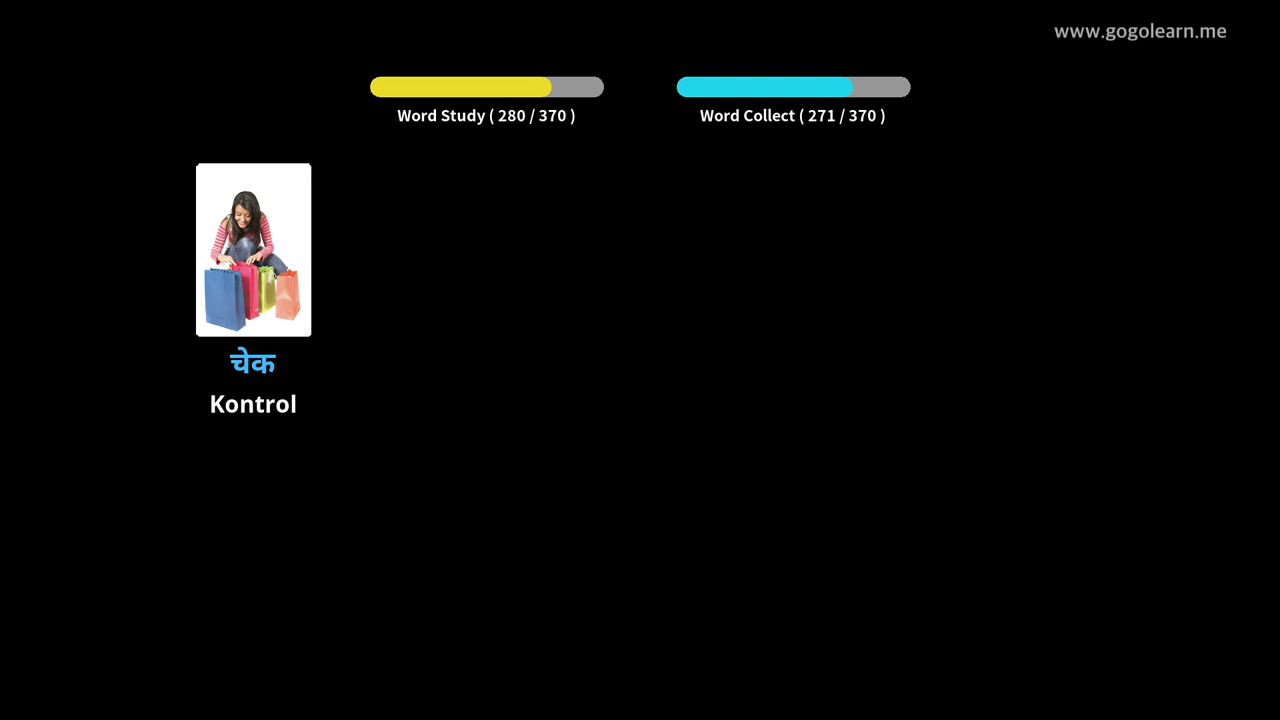 www.gogolearn.me
Word Study ( 280 / 370 )
Word Collect ( 271 / 370 )
चेक
Kontrol